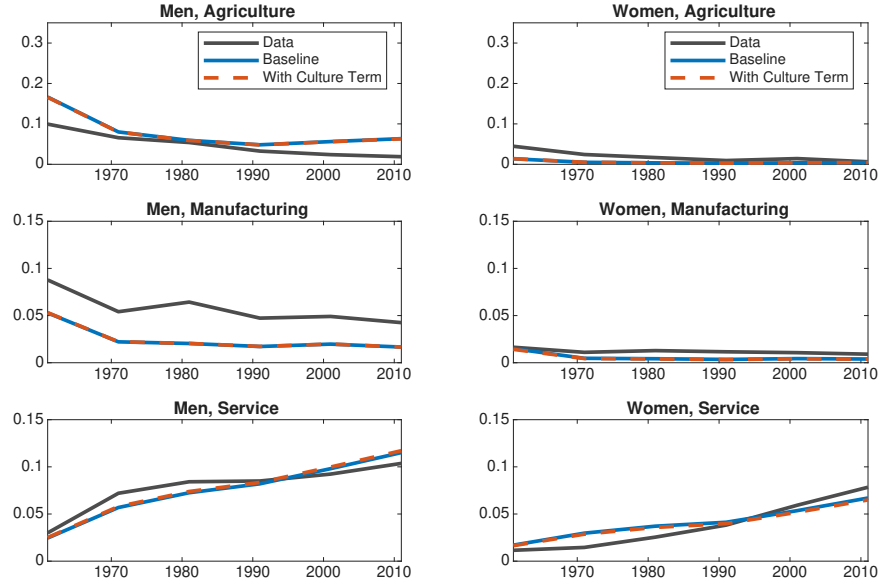 Men, Agriculture
0.3
0.2
0.1
0
Data
Baseline
With Culture Term
1970 1980 1990 2000 2010
Women, Agriculture
0.3
0.2
0.1
0
Data
Baseline
With Culture Term
1970 1980 1990 2000 2010
Men, Manufacturing
0.15
0.1
0.05
0
1970 1980 1990 2000 2010
Women, Manufacturing
0.15
0.1
0.05
0
1970 1980 1990 2000 2010
Men, Service
0.15
0.1
0.05
0
1970 1980 1990 2000 2010
Women, Service
0.15
0.1
0.05
0
1970 1980 1990 2000 2010